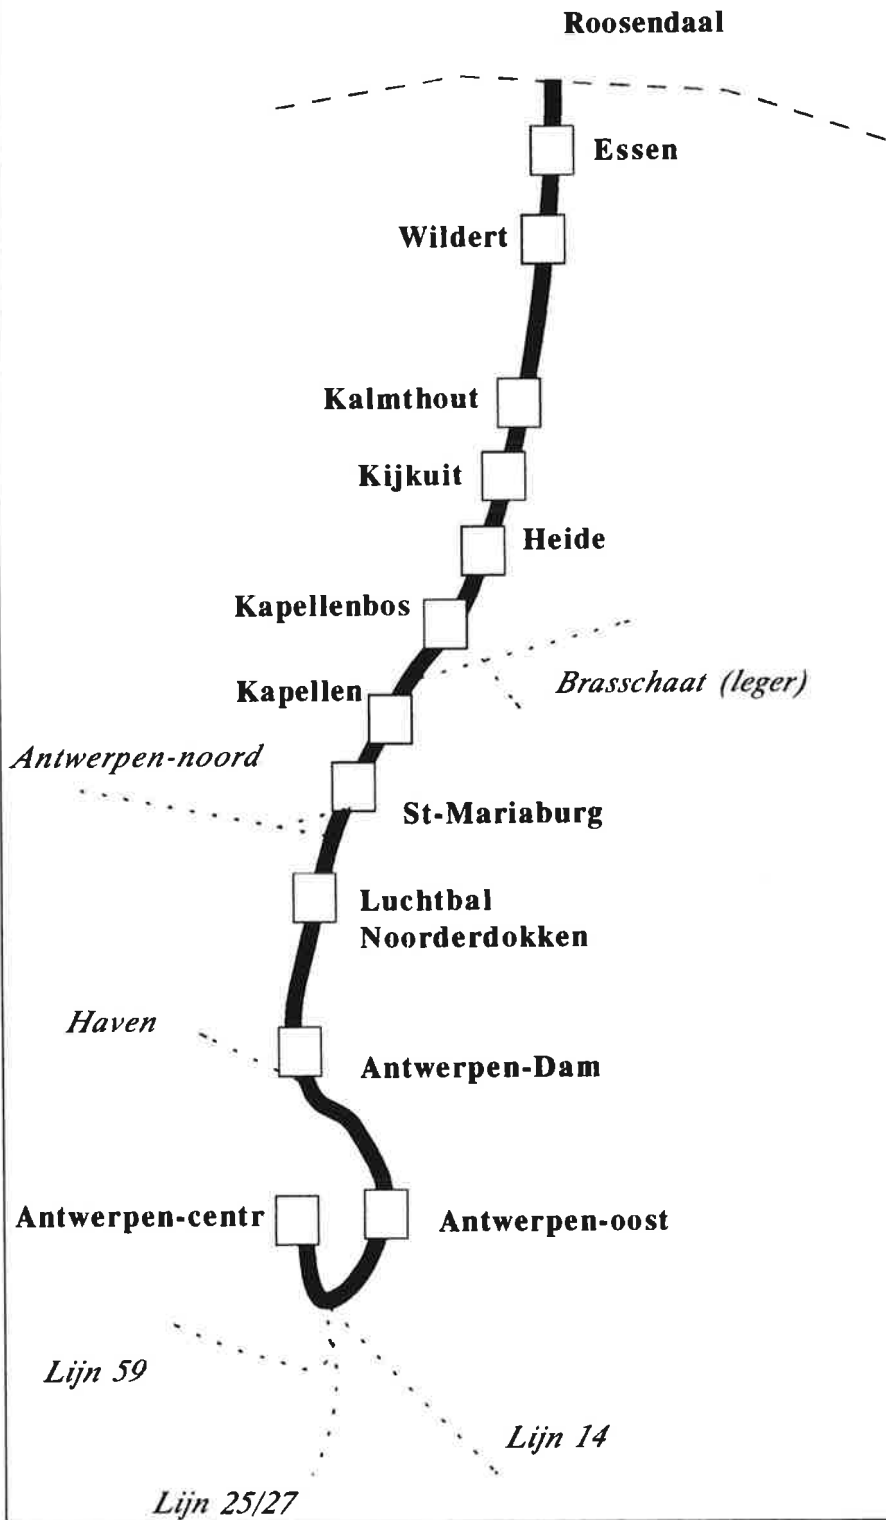 Roosendaal
Essen
Wildert
Kalmthout
Kijkuit
Heide
Kapellenbos
Kapellen
Brasschaat (leger)
Antwerpen-noord
St-Mariaburg
Luchtbal
Noorderdokken
Haven
Antwerpen-Dam
Antwerpen-centr
Antwerpen-oost
Lijn 59
Lijn 14
Lijn 25/27